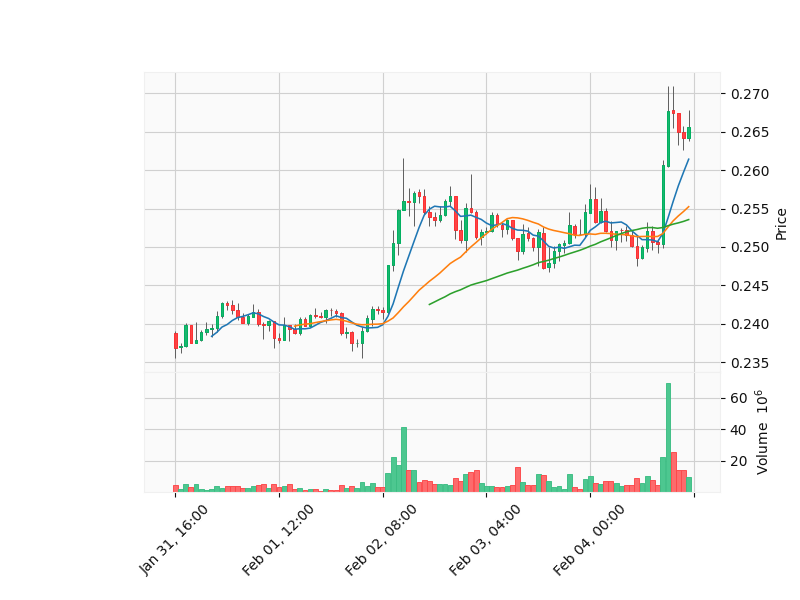 0.270
0.265
0.260
0.255
0.250
0.245
0.240
0.235
Price
60
40
20
Volume 10^6
Jan 31, 16:00
Feb 01, 12:00
Feb 02, 08:00
Feb 03, 04:00
Feb 04, 00:00